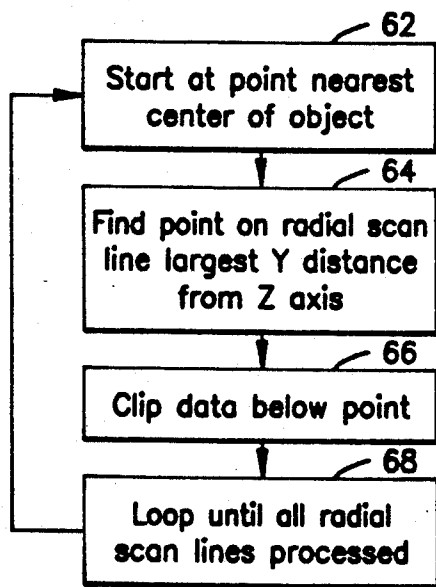 62
Start at point nearest
center of object
64
Find point on radial scan
line largest Y distance
from Z axis
66
Clip data below point
68
Loop until all radial
scan lines processed